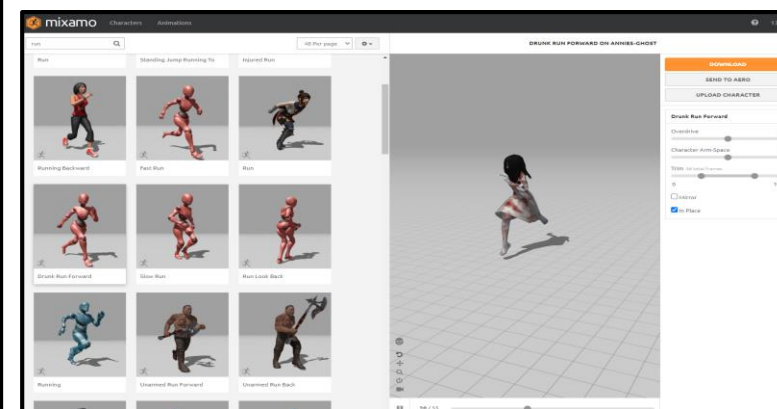 mixamo
Characters
Animations
run
48 Per page
DRUNK RUN FORWARD ON ANNIES-GHOST
Run
Standing Jump Running To
Injured Run
Running Backward
Fast Run
Run
Drunk Run Forward
Slow Run
Run Look Back
Running
Unarmed Run Forward
Unarmed Run Back
DOWNLOAD
SEND TO AERO
UPLOAD CHARACTER
Drunk Run Forward
Overdrive
Character Arm-Space
Trim
0
Mirror
In Place